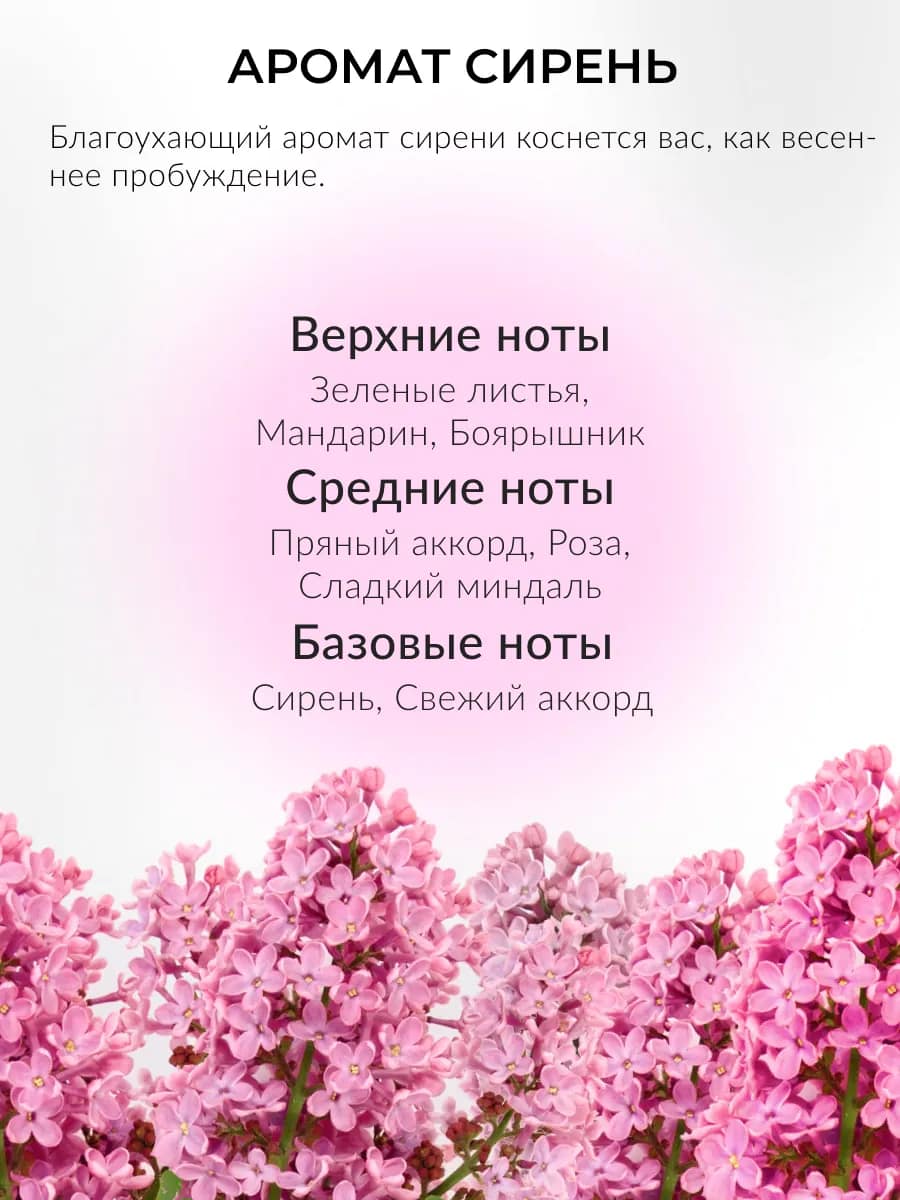 АРОМАТ СИРЕНЬ
Благоухающий аромат сирени коснется вас, как весен-
нее пробуждение.
Верхние ноты
Зеленые листья,
Мандарин, Боярышник
Средние ноты
Пряный аккорд, Роза,
Сладкий миндаль
Базовые ноты
Сирень, Свежий аккорд